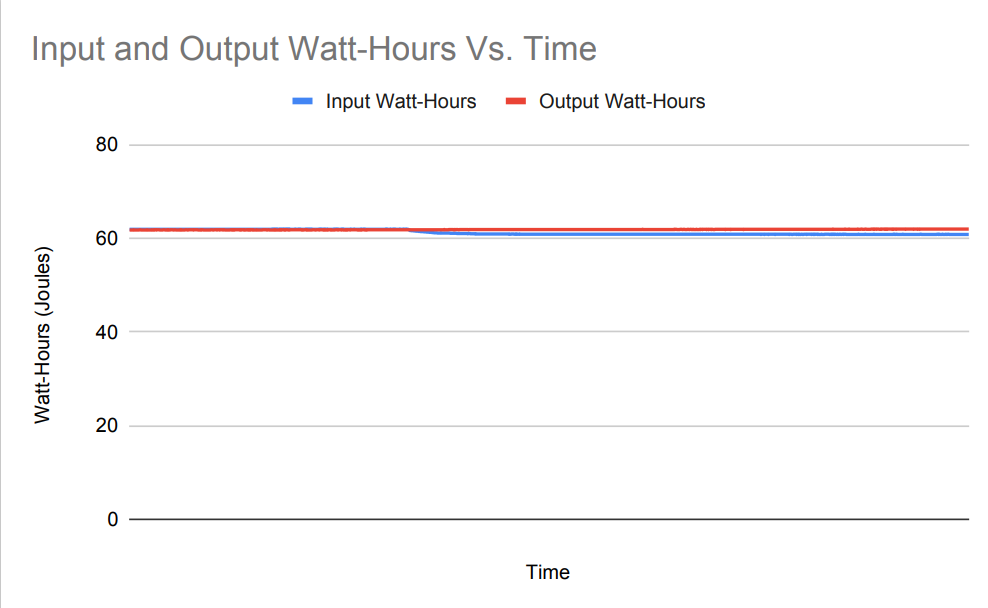 Input and Output Watt-Hours Vs. Time
Input Watt-Hours
Output Watt-Hours
80
60
40
20
0
Watt-Hours (Joules)
Time